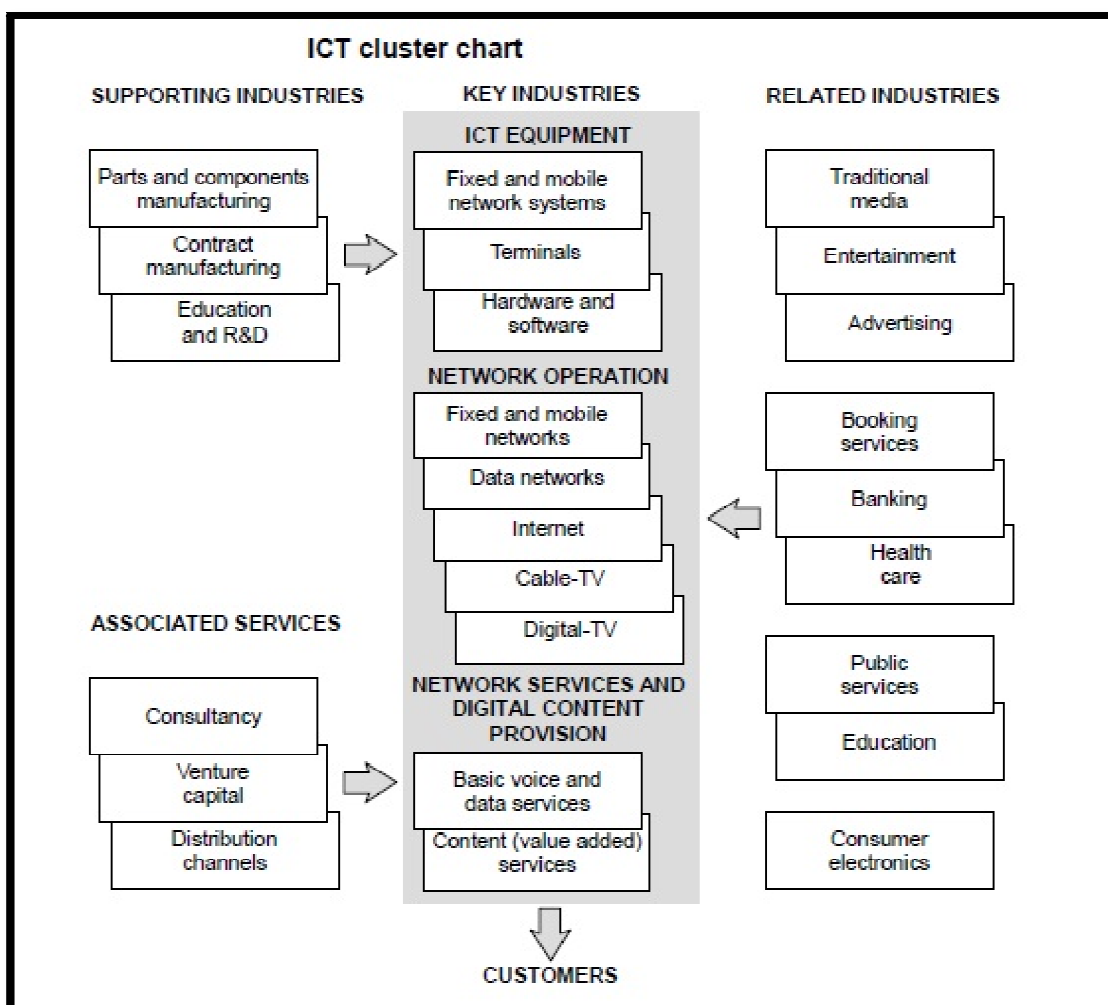 ICT cluster chart
SUPPORTING INDUSTRIES
Parts and components
manufacturing
Contract
manufacturing
Education
and R&D
ASSOCIATED SERVICES
Consultancy
Venture
capital
Distribution
channels
KEY INDUSTRIES
ICT EQUIPMENT
Fixed and mobile
network systems
Terminals
Hardware and
software
NETWORK OPERATION
Fixed and mobile
networks
Data networks
Internet
Cable-TV
Digital-TV
NETWORK SERVICES AND
DIGITAL CONTENT
PROVISION
Basic voice and
data services
Content (value added)
services
CUSTOMERS
RELATED INDUSTRIES
Traditional
media
Entertainment
Advertising
Booking
services
Banking
Health
care
Public
services
Education
Consumer
electronics